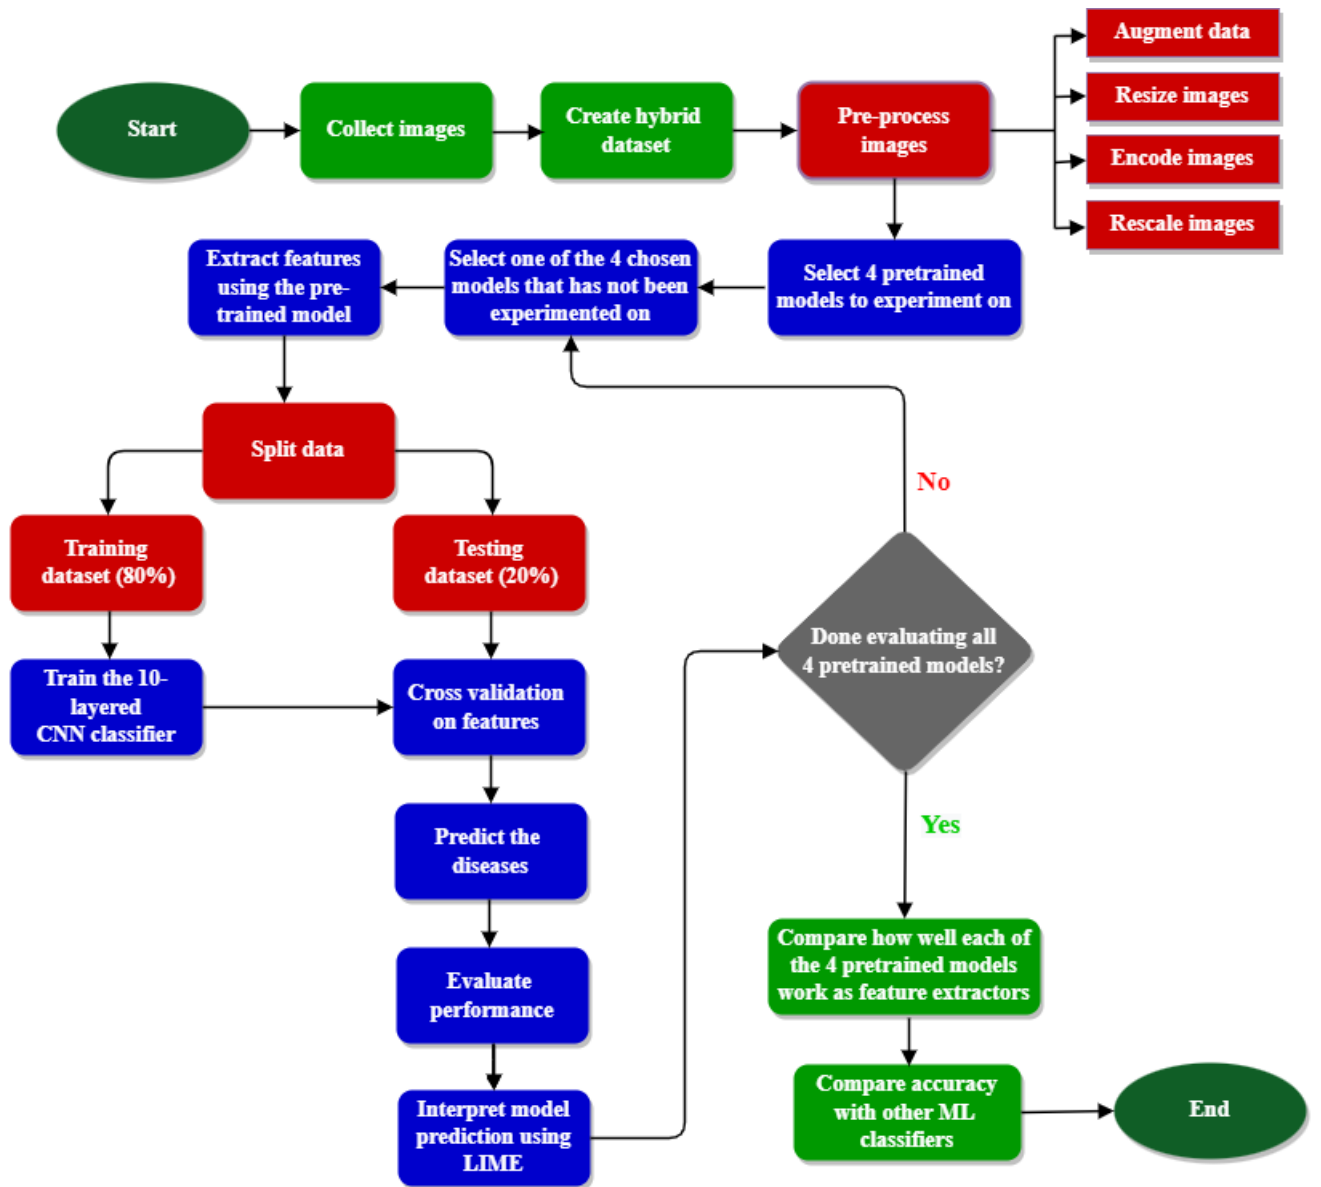 Start
Collect images
Create hybrid
dataset
Pre-process
images
Augment data
Resize images
Encode images
Rescale images
Extract features
using the pre-
trained model
Select one of the 4 chosen
models that has not been
experimented on
Select 4 pretrained
models to experiment on
Split data
No
Training
dataset (80%)
Testing
dataset (20%)
Done evaluating all
4 pretrained models?
Train the 10-
layered
CNN classifier
Cross validation
on features
Predict the
diseases
Yes
Evaluate
performance
Compare how well each of
the 4 pretrained models
work as feature extractors
Interpret model
prediction using
LIME
Compare accuracy
with other ML
classifiers
End